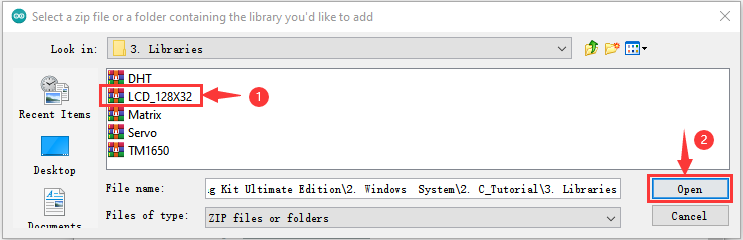 Select a zip file or a folder containing the library you'd like to add
Look in:
3. Libraries
DHT
LCD_128X32
1
Matrix
Servo
TM1650
Recent Items
Desktop
Documents
2
File name:
g Kit Ultimate Edition\2. Windows System\2. C_Tutorial\3. Libraries
Open
Files of type:
ZIP files or folders
Cancel